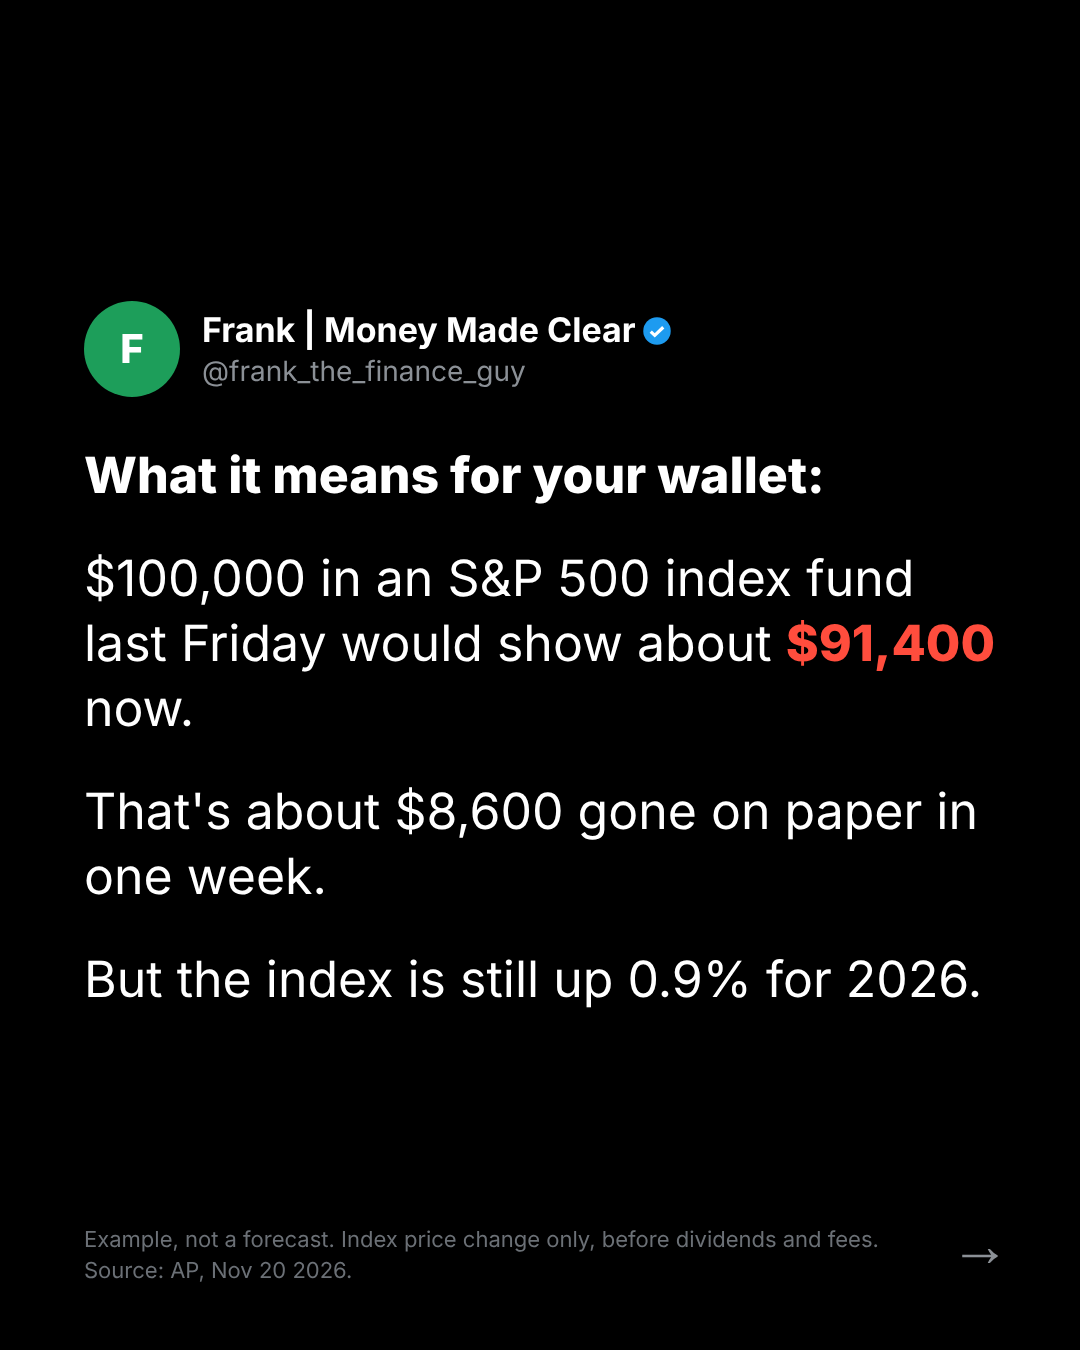 F
Frank | Money Made Clear
@frank_the_finance_guy
What it means for your wallet:
$100,000 in an S&P 500 index fund
last Friday would show about $91,400
now.
That's about $8,600 gone on paper in
one week.
But the index is still up 0.9% for 2026.
Example, not a forecast. Index price change only, before dividends and fees.
Source: AP, Nov 20 2026.
→